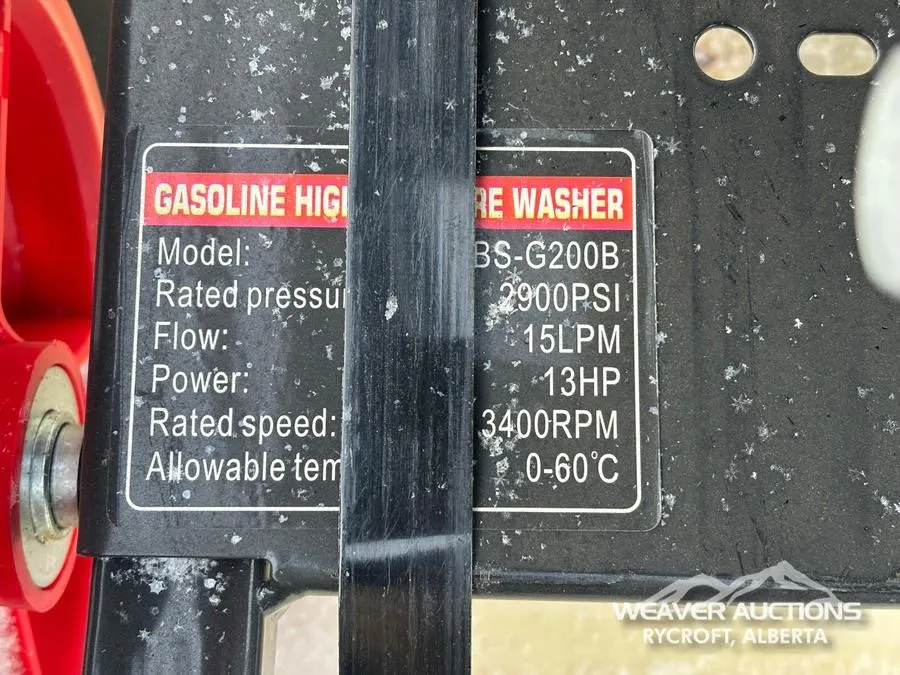 GASOLINE HIG RE WASHER
Model: BS-G200B
Rated pressu 2900PSI
Flow: 15LPM
Power: 13HP
Rated speed: 3400RPM
Allowable tem 0-60°C
WEAVER AUCTIONS
RYCROFT, ALBERTA